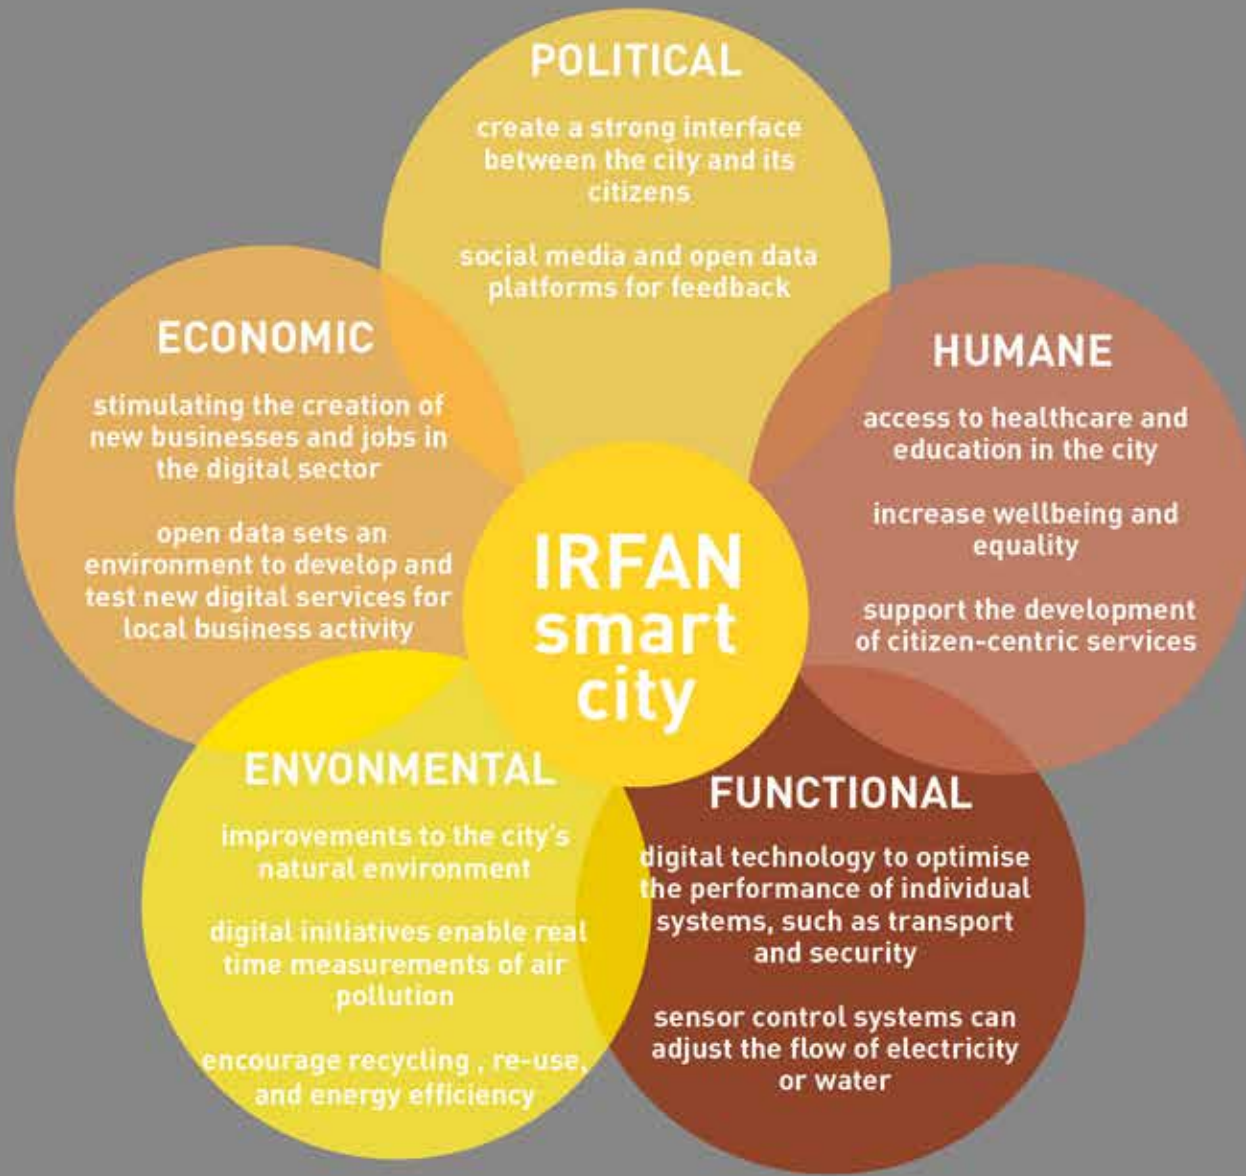 POLITICAL
create a strong interface
between the city and its
citizens
social media and open data
platforms for feedback
ECONOMIC
stimulating the creation of
new businesses and jobs in
the digital sector
open data sets an
environment to develop and
test new digital services for
local business activity
HUMANE
access to healthcare and
education in the city
increase wellbeing and
equality
support the development
of citizen-centric services
IRFAN
smart
city
ENVONMENTAL
improvements to the city's
natural environment
digital initiatives enable real
time measurements of air
pollution
encourage recycling , re-use,
and energy efficiency
FUNCTIONAL
digital technology to optimise
the performance of individual
systems, such as transport
and security
sensor control systems can
adjust the flow of electricity
or water